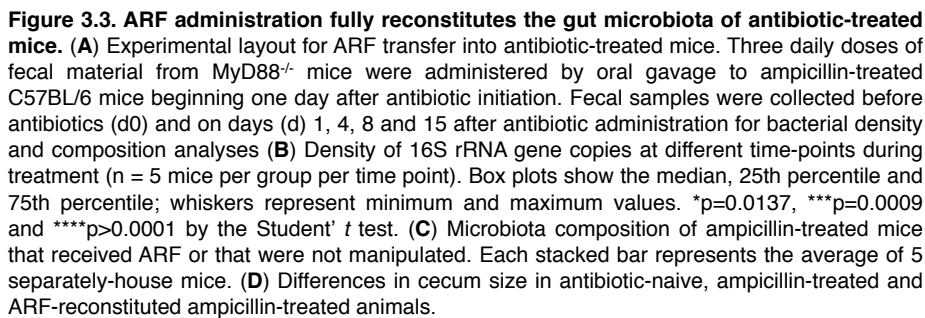 Figure 3.3. ARF administration fully reconstitutes the gut microbiota of antibiotic-treated
mice. (A) Experimental layout for ARF transfer into antibiotic-treated mice. Three daily doses of
fecal material from MyD88-/- mice were administered by oral gavage to ampicillin-treated
C57BL/6 mice beginning one day after antibiotic initiation. Fecal samples were collected before
antibiotics (d0) and on days (d) 1, 4, 8 and 15 after antibiotic administration for bacterial density
and composition analyses (B) Density of 16S rRNA gene copies at different time-points during
treatment (n = 5 mice per group per time point). Box plots show the median, 25th percentile and
75th percentile; whiskers represent minimum and maximum values. *p=0.0137, ***p=0.0009
and ****p>0.0001 by the Student' t test. (C) Microbiota composition of ampicillin-treated mice
that received ARF or that were not manipulated. Each stacked bar represents the average of 5
separately-house mice. (D) Differences in cecum size in antibiotic-naive, ampicillin-treated and
ARF-reconstituted ampicillin-treated animals.